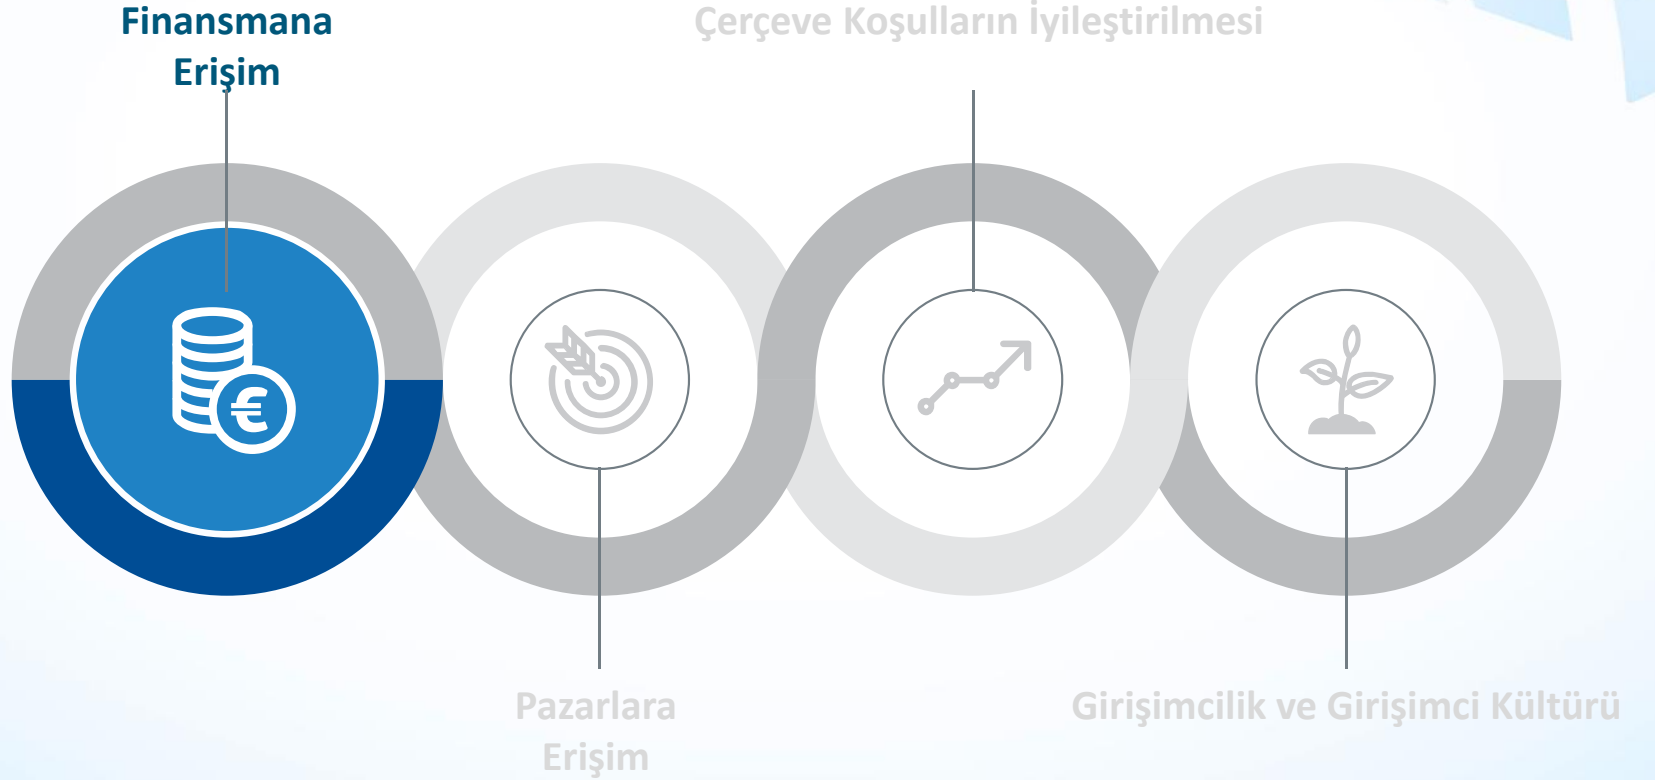 Finansmana
Erişim
Çerçeve Koşulların İyileştirilmesi
€
Pazarlara
Erişim
Girişimcilik ve Girişimci Kültürü